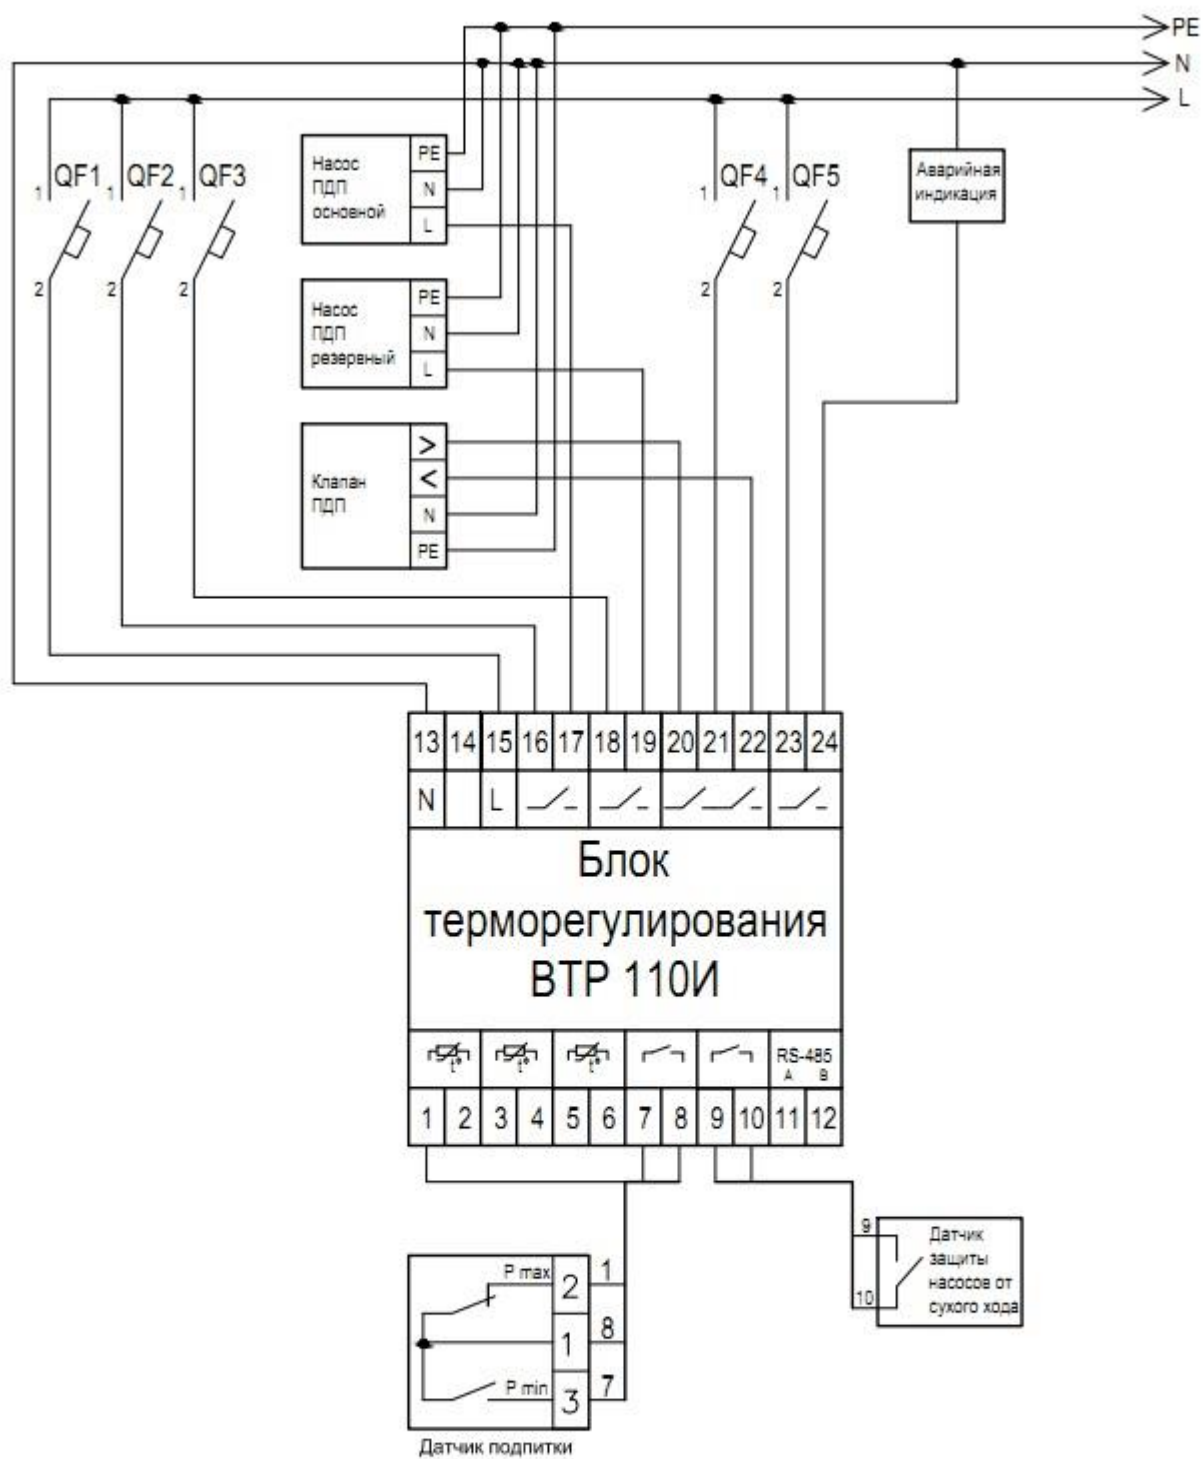 PE
N
L
QF1
QF2
QF3
QF4
QF5
1
1
1
1
1
2
2
2
2
2
Насос
ПДП
основной
PE
N
L
Насос
ПДП
резервный
PE
N
L
Клапан
ПДП
>
<
N
PE
Аварийная
индикация
13 14 15 16 17 18 19 20 21 22 23 24
N L
Блок
терморегулирования
ВТР 110И
t° t° t° RS-485
A B
1 2 3 4 5 6 7 8 9 10 11 12
P max 2 1
1 8
P min 3 7
Датчик подпитки
9
10
Датчик
защиты
насосов от
сухого хода